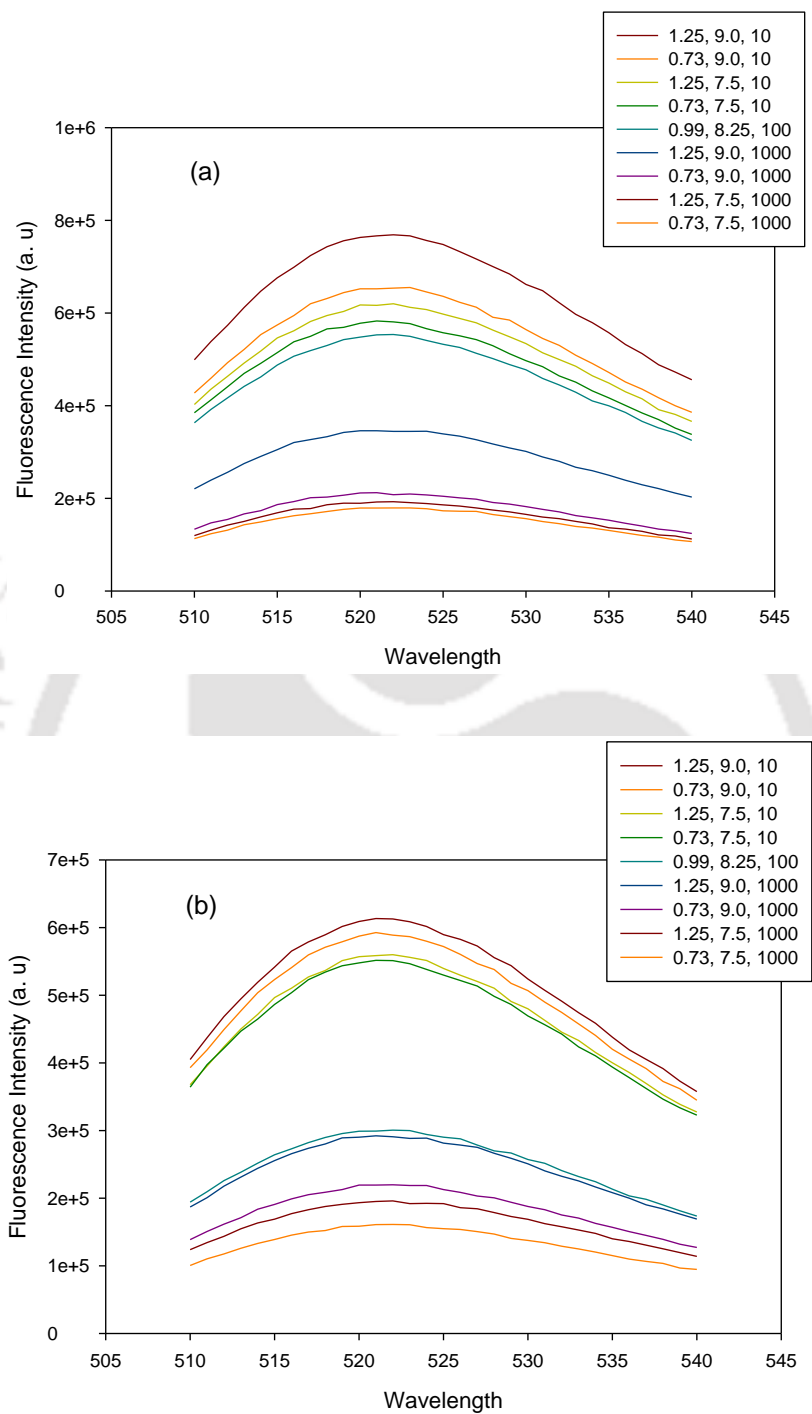 1.25, 9.0, 10
0.73, 9.0, 10
1.25, 7.5, 10
0.73, 7.5, 10
0.99, 8.25, 100
1.25, 9.0, 1000
0.73, 9.0, 1000
1.25, 7.5, 1000
0.73, 7.5, 1000
(a)
Fluorescence Intensity (a. u)
1e+6
8e+5
6e+5
4e+5
2e+5
0
505 510 515 520 525 530 535 540 545
Wavelength
1.25, 9.0, 10
0.73, 9.0, 10
1.25, 7.5, 10
0.73, 7.5, 10
0.99, 8.25, 100
1.25, 9.0, 1000
0.73, 9.0, 1000
1.25, 7.5, 1000
0.73, 7.5, 1000
(b)
Fluorescence Intensity (a. u)
7e+5
6e+5
5e+5
4e+5
3e+5
2e+5
1e+5
0
505 510 515 520 525 530 535 540 545
Wavelength